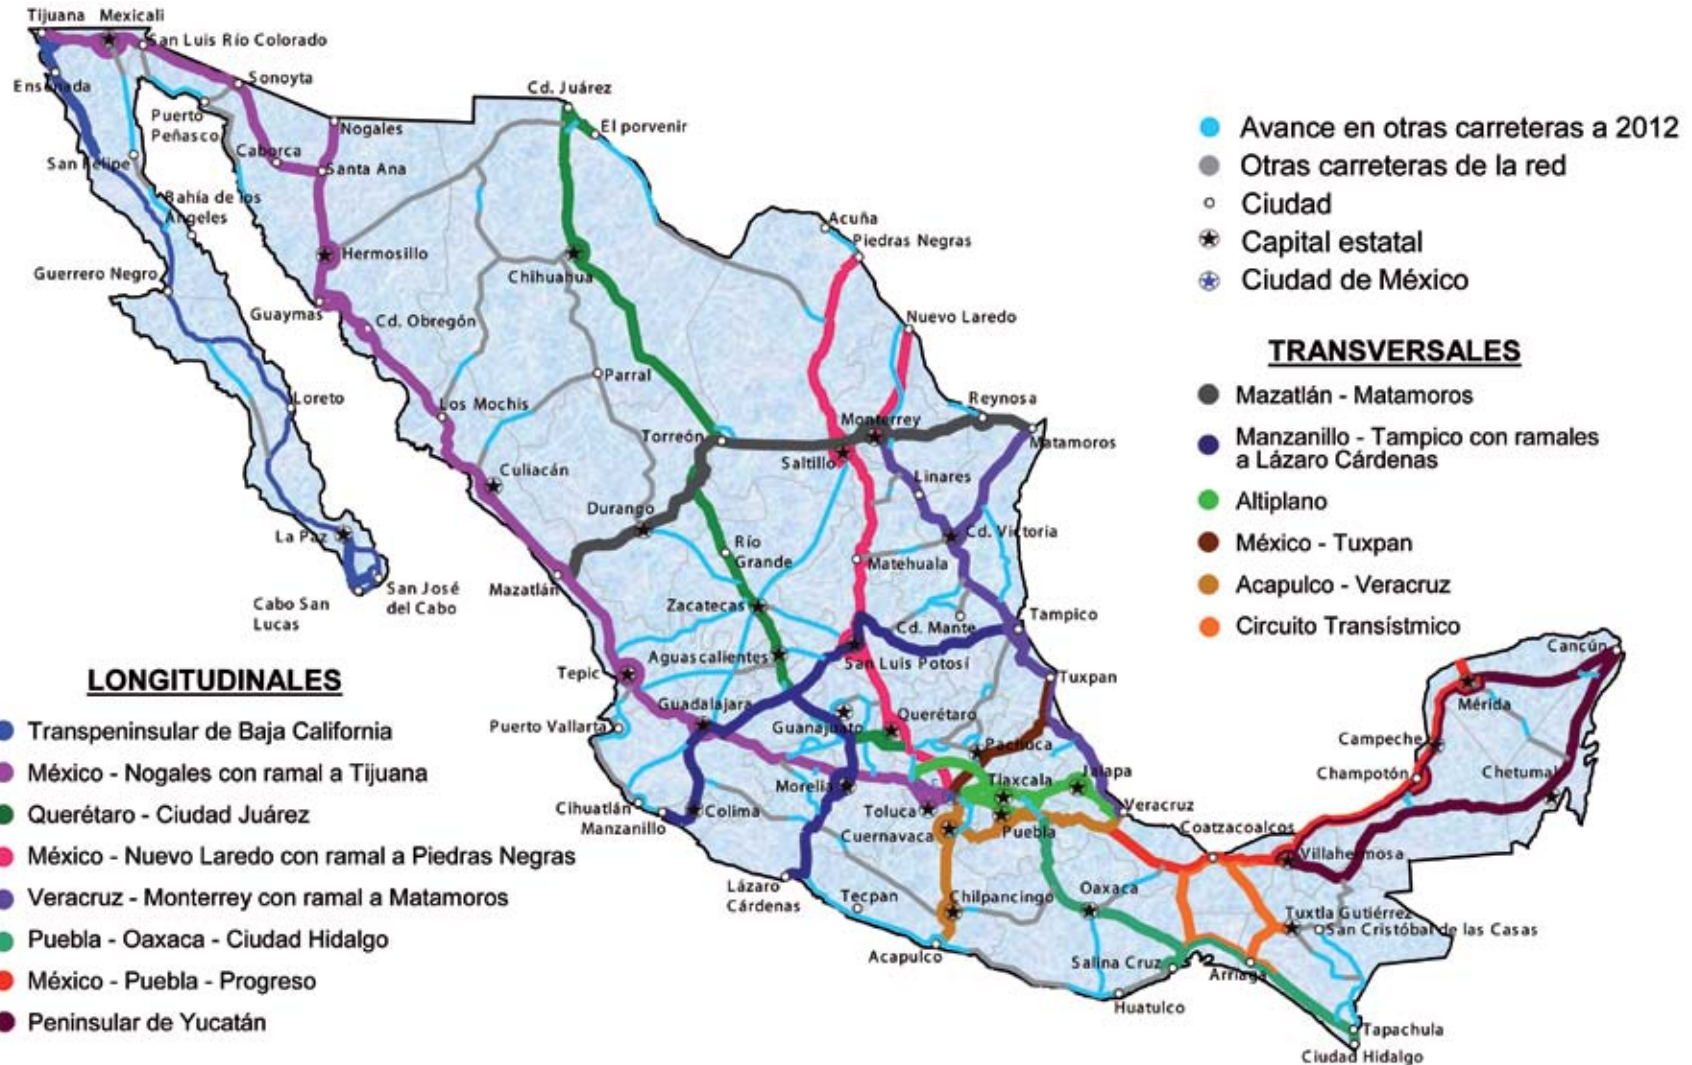 Tijuana
Mexicali
San Luis Río Colorado
Ensenada
Sonoyta
Puerto
Peñasco
Nogales
Caborca
Santa Ana
San Felipe
Bahía de los
Ángeles
Hermosillo
Guerrero Negro
Guaymas
Cd. Obregón
Cd. Juárez
El porvenir
Chihuahua
Acuña
Piedras Negras
Nuevo Laredo
Parral
Loreto
Los Mochis
Reynosa
Monterrey
Matamoros
Torreón
Saltillo
Culiacán
Linares
Durango
Cd. Victoria
La Paz
Río
Grande
Matehuala
Mazatlán
San José
del Cabo
Cabo San
Lucas
Zacatecas
Tampico
Cd. Mante
Aguascalientes
San Luis Potosí
Tepic
Tuxpan
Guadalajara
Puerto Vallarta
Guanajuato
Querétaro
Pachuca
Morelia
Tlaxcala
Jalapa
Cihuatlán
Manzanillo
Colima
Toluca
Cuernavaca
Puebla
Veracruz
Coatzacoalcos
Lázaro
Cárdenas
Tecpan
Chilpancingo
Oaxaca
Acapulco
Salina Cruz
Huatulco
Arriaga
Tuxtla Gutiérrez
San Cristóbal de las Casas
Villahermosa
Tapachula
Ciudad Hidalgo
Cancún
Mérida
Campeche
Champotón
Chetumal
Avance en otras carreteras a 2012
Otras carreteras de la red
Ciudad
Capital estatal
Ciudad de México
TRANSVERSALES
Mazatlán - Matamoros
Manzanillo - Tampico con ramales
a Lázaro Cárdenas
Altiplano
México - Tuxpan
Acapulco - Veracruz
Circuito Transístmico
LONGITUDINALES
Transpeninsular de Baja California
México - Nogales con ramal a Tijuana
Querétaro - Ciudad Juárez
México - Nuevo Laredo con ramal a Piedras Negras
Veracruz - Monterrey con ramal a Matamoros
Puebla - Oaxaca - Ciudad Hidalgo
México - Puebla - Progreso
Peninsular de Yucatán